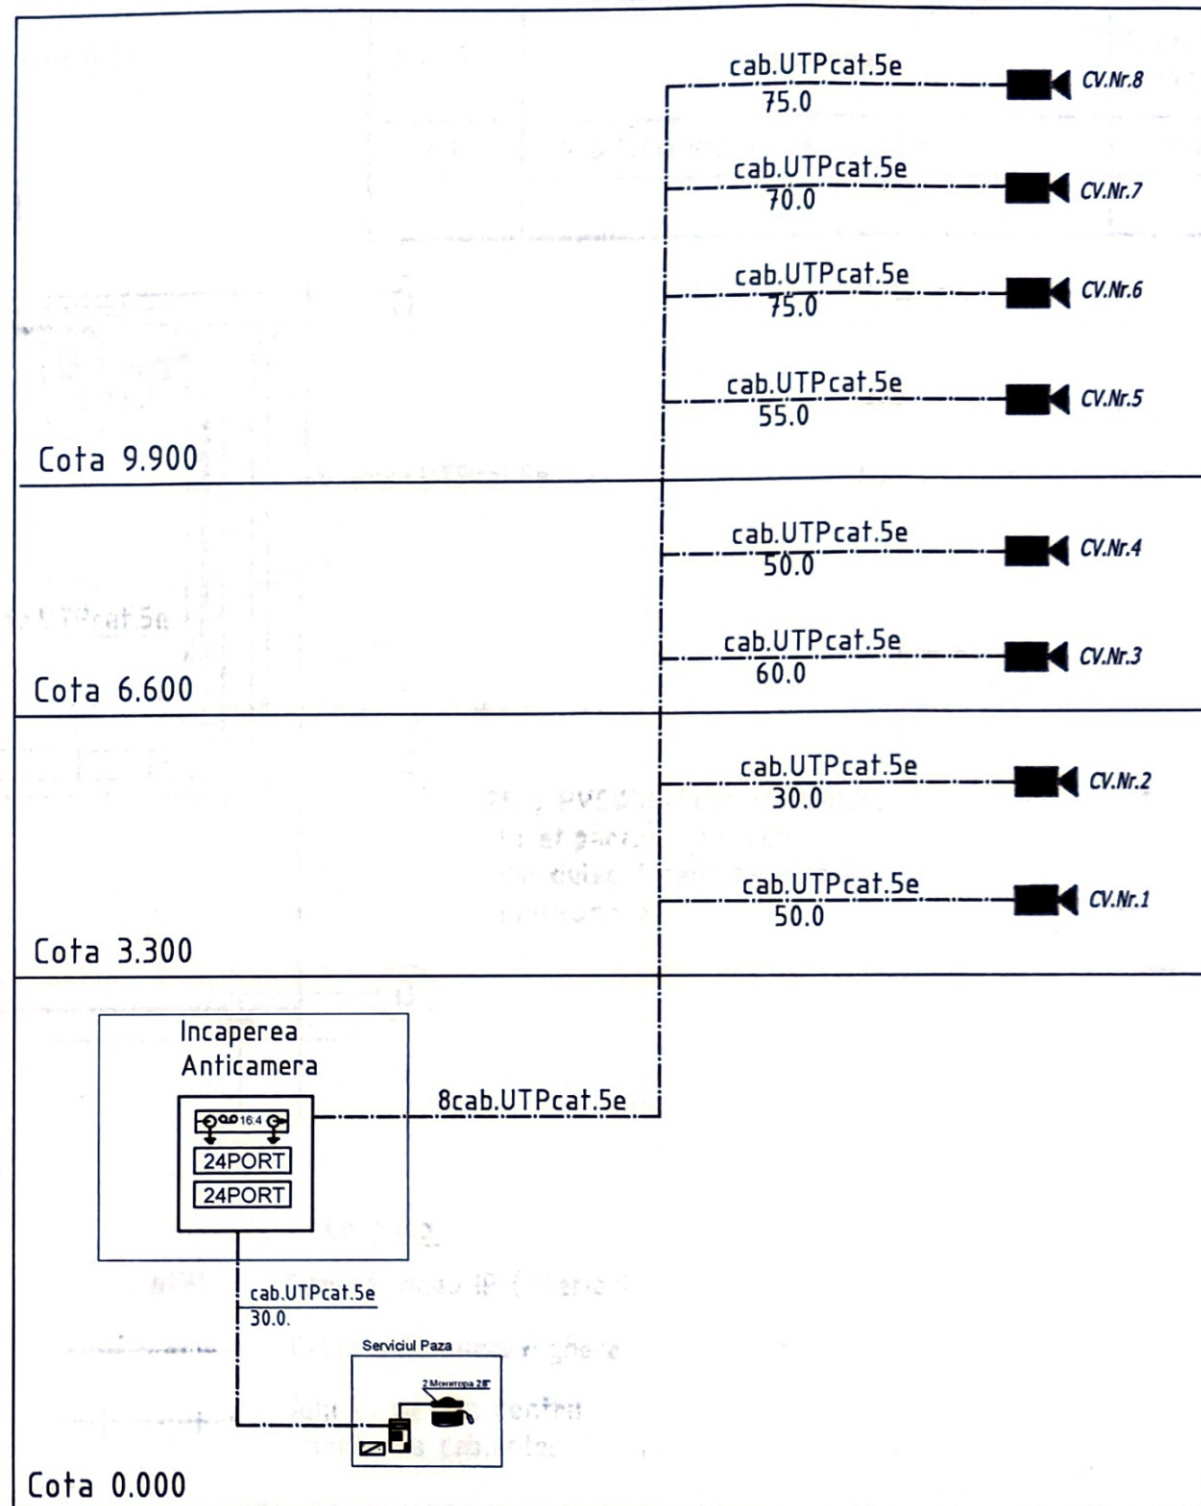 cab.UTPcat.5e
75.0
CV.Nr.8
cab.UTPcat.5e
70.0
CV.Nr.7
cab.UTPcat.5e
75.0
CV.Nr.6
cab.UTPcat.5e
55.0
CV.Nr.5
Cota 9.900
cab.UTPcat.5e
50.0
CV.Nr.4
cab.UTPcat.5e
60.0
CV.Nr.3
Cota 6.600
cab.UTPcat.5e
30.0
CV.Nr.2
cab.UTPcat.5e
50.0
CV.Nr.1
Cota 3.300
Incaperea
Anticamera
8cab.UTPcat.5e
16:4
24PORT
24PORT
cab.UTPcat.5e
30.0.
Serviciul Paza
2 Монитора 28"
Cota 0.000